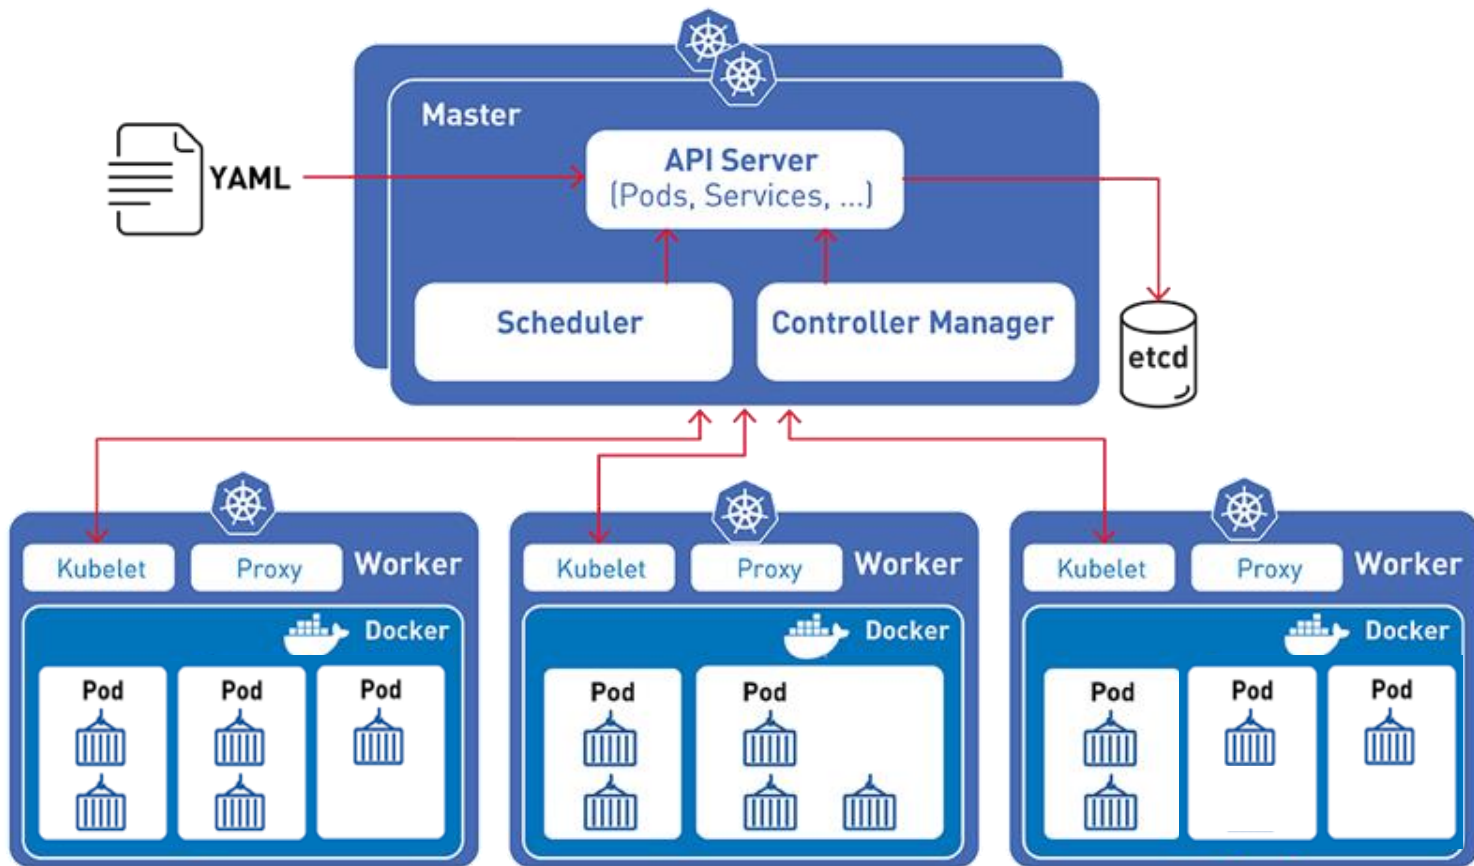 Master
YAML
API Server
(Pods, Services, ...)
Scheduler
Controller Manager
etcd
Kubelet
Proxy
Worker
Docker
Pod
Pod
Pod
Kubelet
Proxy
Worker
Docker
Pod
Pod
Kubelet
Proxy
Worker
Docker
Pod
Pod
Pod